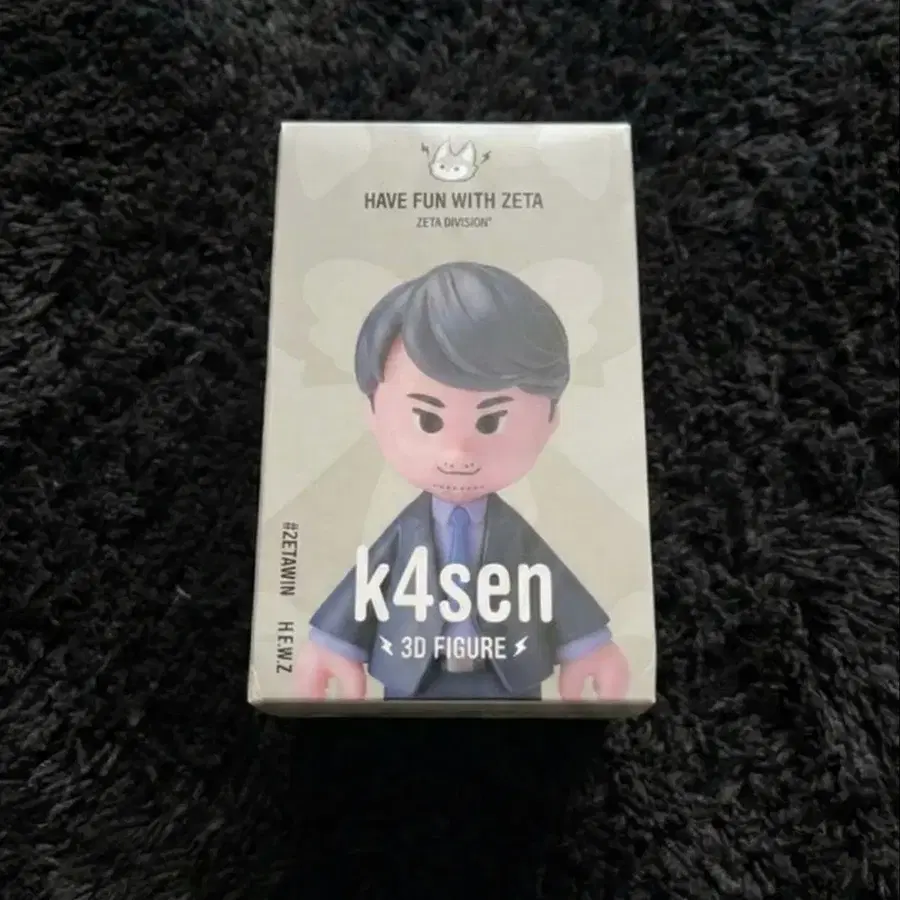 HAVE FUN WITH ZETA
ZETA DIVISION®
k4sen
3D FIGURE
#ZETAWIN H.F.W.Z